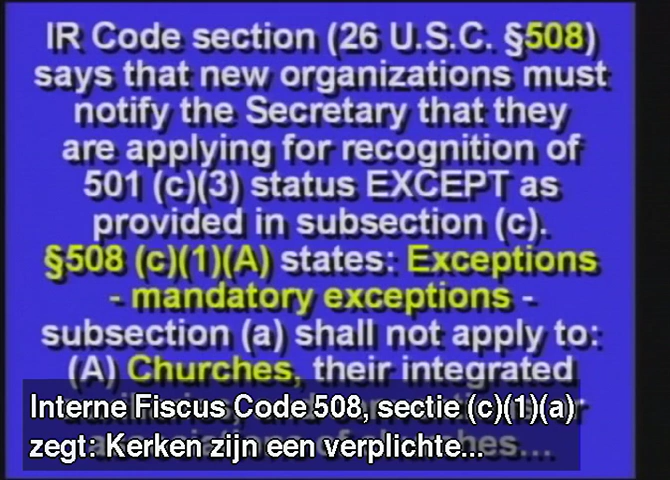 IR Code section (26 U.S.C. §508)
says that new organizations must
notify the Secretary that they
are applying for recognition of
501 (c)(3) status EXCEPT as
provided in subsection (c).
§508 (c)(1)(A) states: Exceptions
- mandatory exceptions -
subsection (a) shall not apply to:
(A) Churches, their integrated
Interne Fiscus Code 508, sectie (c)(1)(a)
zegt: Kerken zijn een verplichte...